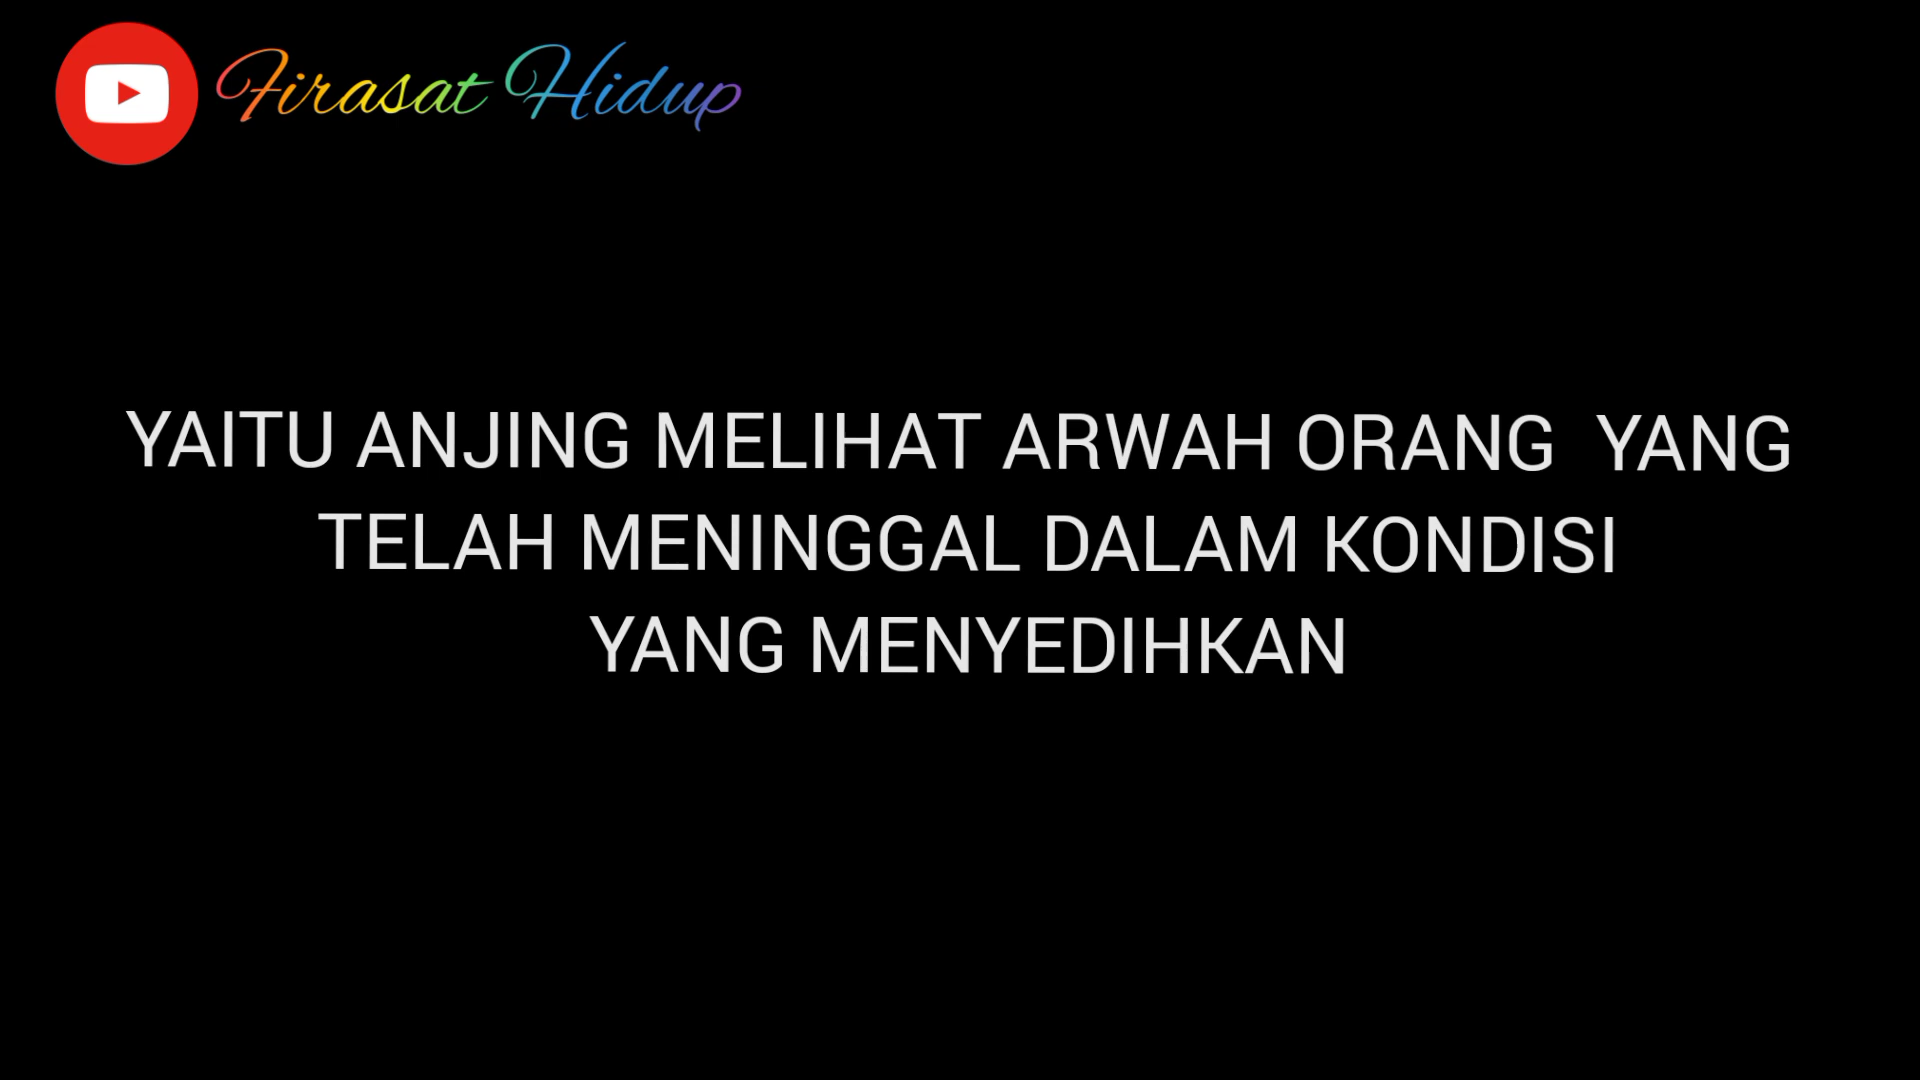 Firasat Hidup
YAITU ANJING MELIHAT ARWAH ORANG  YANG
TELAH MENINGGAL DALAM KONDISI
YANG MENYEDIHKAN